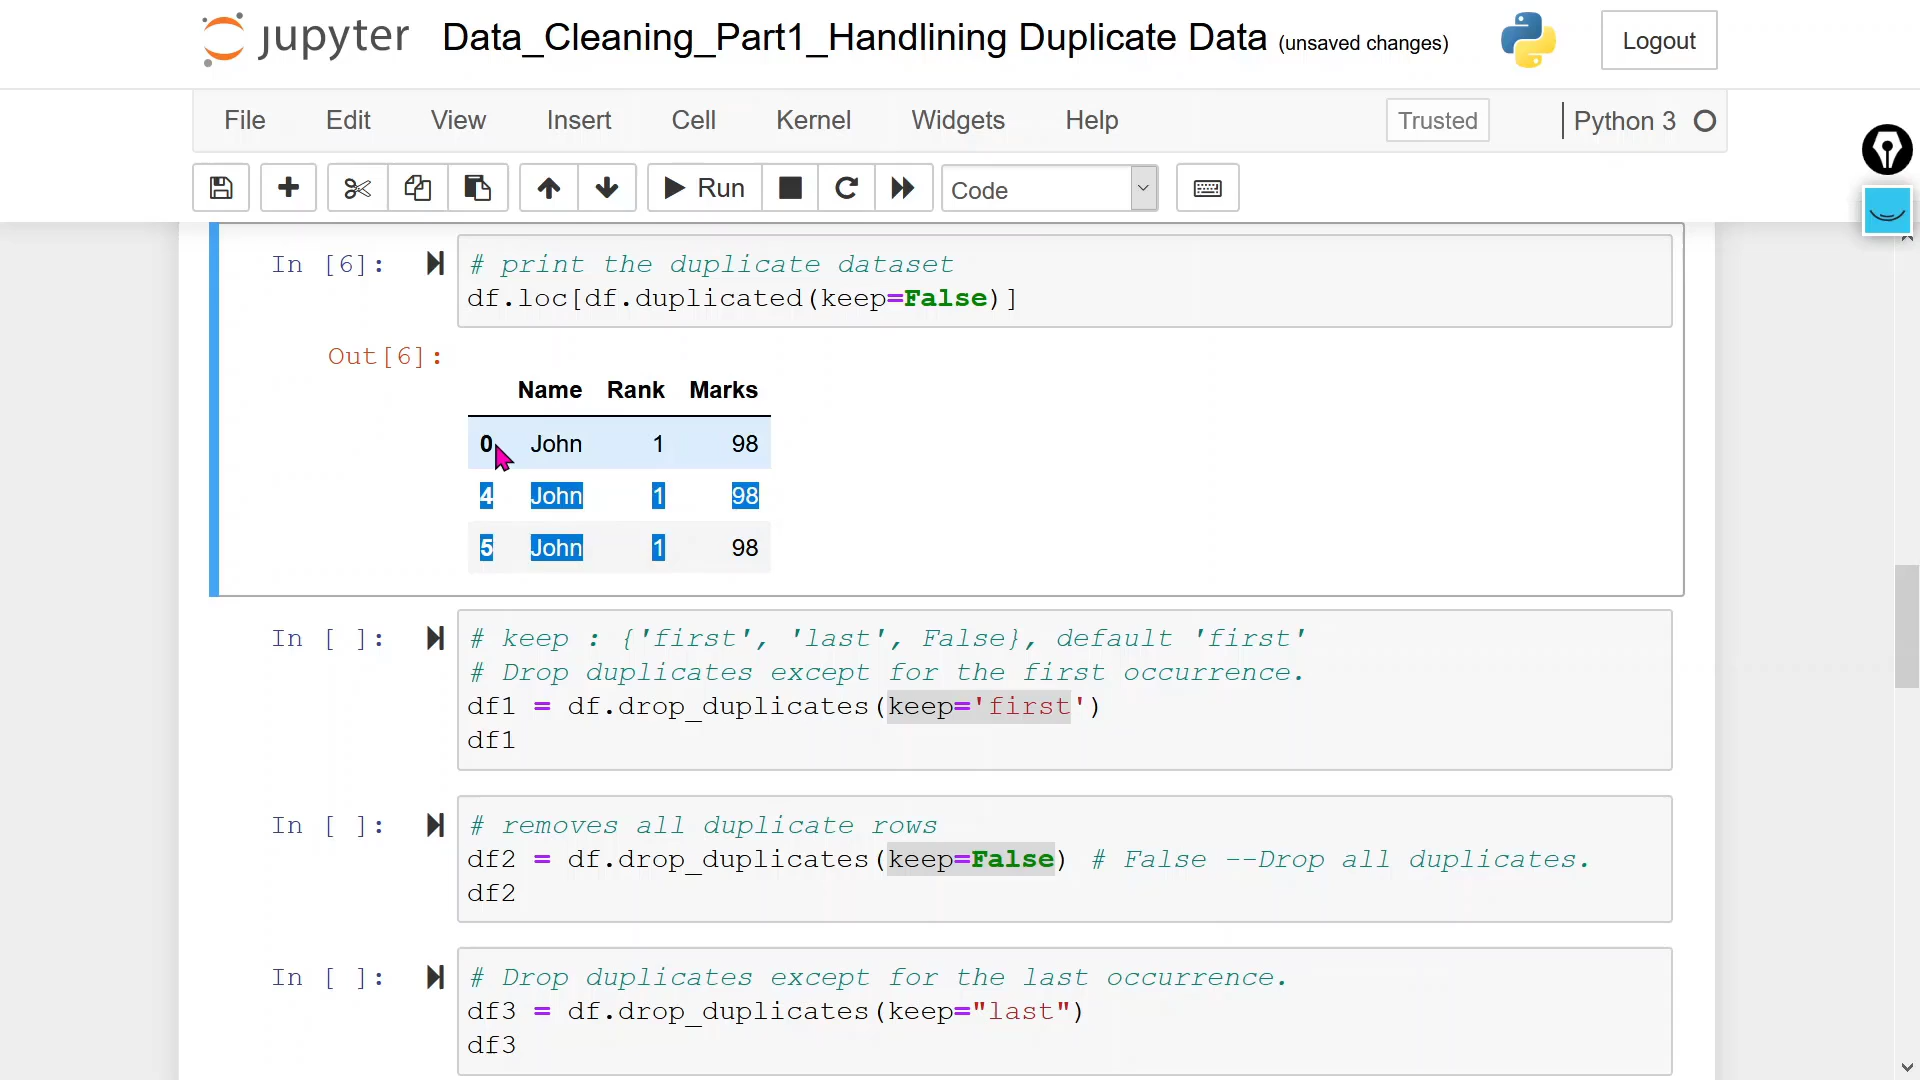 jupyter Data_Cleaning_Part1_Handlining Duplicate Data (unsaved changes) Logout
File Edit View Insert Cell Kernel Widgets Help Trusted Python 3
Run Code
In [6]: # print the duplicate dataset
df.loc[df.duplicated(keep=False)]
Out[6]:
Name Rank Marks
0 John 1 98
4 John 1 98
5 John 1 98
In [ ]: # keep : {'first', 'last', False}, default 'first'
# Drop duplicates except for the first occurrence.
df1 = df.drop_duplicates(keep='first')
df1
In [ ]: # removes all duplicate rows
df2 = df.drop_duplicates(keep=False) # False --Drop all duplicates.
df2
In [ ]: # Drop duplicates except for the last occurrence.
df3 = df.drop_duplicates(keep="last")
df3